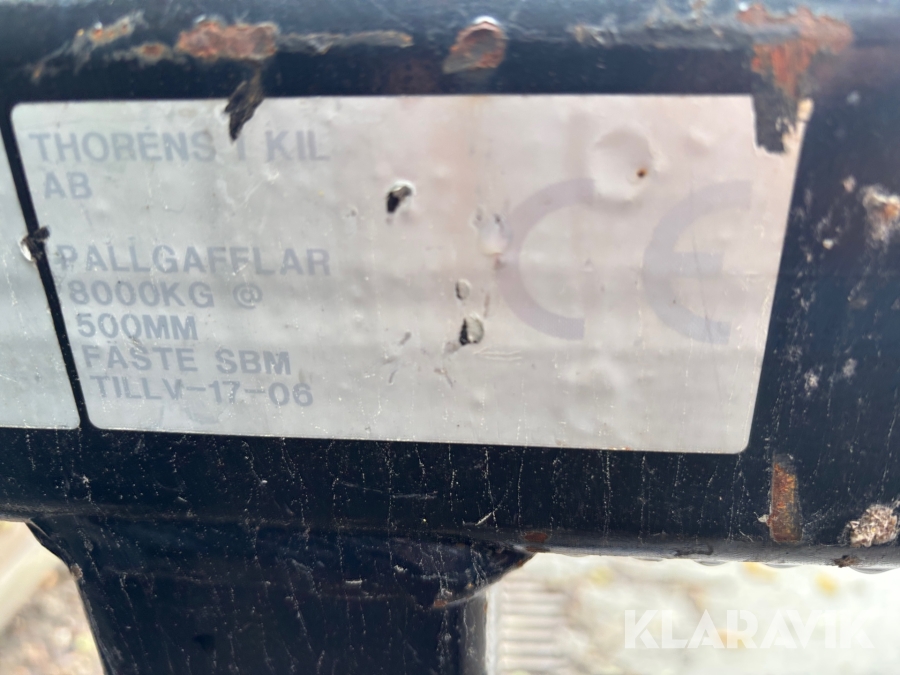 THORENS I KIL
AB
CE
PALLGAFFLAR
8000KG @
500MM
FÄSTE SBM
TILLV-17-06
KLARAVIK